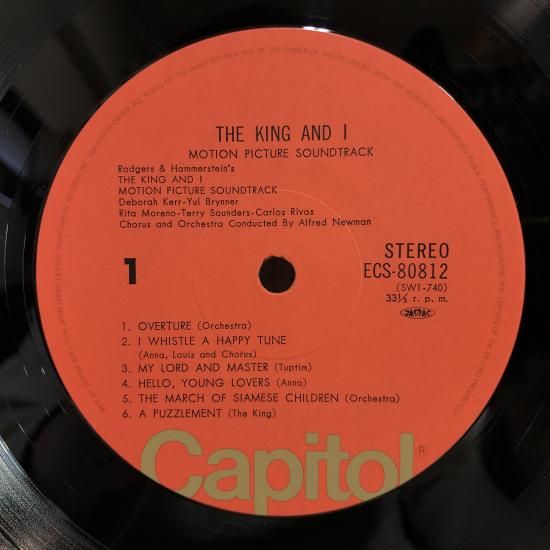 THE KING AND I
MOTION PICTURE SOUNDTRACK
Rodgers & Hammerstein's
THE KING AND I
MOTION PICTURE SOUNDTRACK
Deborah Kerr-Yul Brynner
Rita Moreno-Terry Saunders-Carlos Rivas
Chorus and Orchestra Conducted By Alfred Newman
1
STEREO
ECS-80812
(SW1-740)
33⅓ r. p. m.
1. OVERTURE (Orchestra)
2. I WHISTLE A HAPPY TUNE
(Anna, Louis and Chorus)
3. MY LORD AND MASTER (Tuptim)
4. HELLO, YOUNG LOVERS (Anna)
5. THE MARCH OF SIAMESE CHILDREN (Orchestra)
6. A PUZZLEMENT (The King)
Capitol®